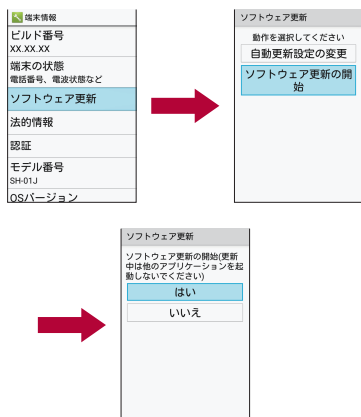 端末情報
ビルド番号
XX.XX.XX
端末の状態
電話番号、電波状態など
ソフトウェア更新
法的情報
認証
モデル番号
SH-01J
OSバージョン
ソフトウェア更新
動作を選択してください
自動更新設定の変更
ソフトウェア更新の開
始
ソフトウェア更新
ソフトウェア更新の開始(更新
中は他のアプリケーションを起
動しないでください)
はい
いいえ